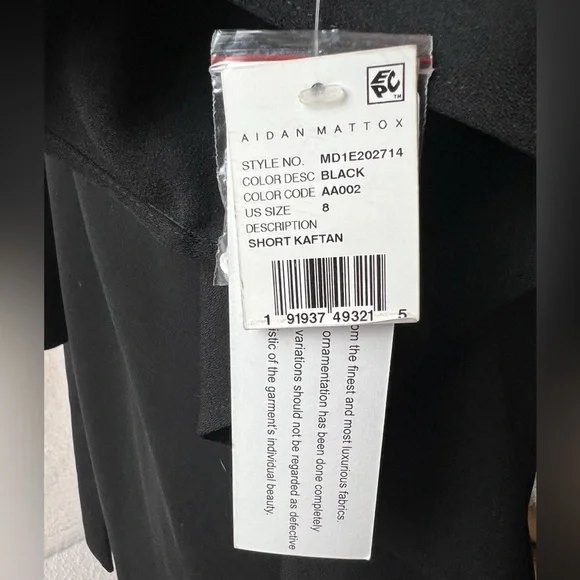 EPC™
AIDAN MATTOX
STYLE NO. MD1E202714
COLOR DESC BLACK
COLOR CODE AA002
US SIZE 8
DESCRIPTION
SHORT KAFTAN
1 91937 49321 5
om the finest and most luxurious fabrics.
ornamentation has been done completely
variations should not be regarded as defective
istic of the garment's individual beauty.